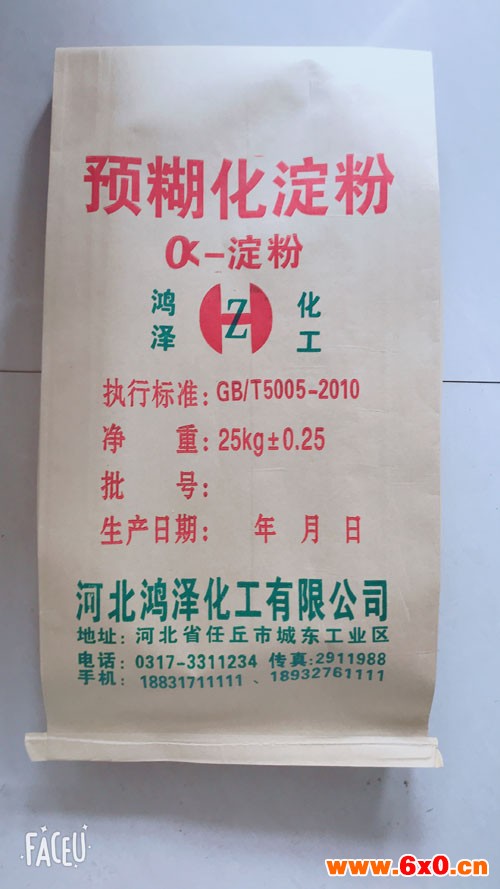 预糊化淀粉
α-淀粉
鸿泽 HZ 化工
执行标准: GB/T5005-2010
净 重: 25kg±0.25
批 号:
生产日期: 年 月 日
河北鸿泽化工有限公司
地址: 河北省任丘市城东工业区
电话: 0317-3311234 传真:2911988
手机: 18831711111 、18932761111
FACEU
www.6x0.cn